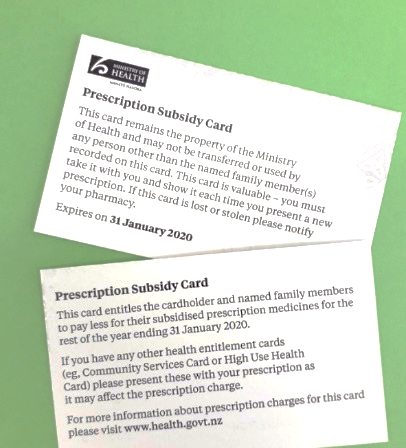 MINISTRY OF
HEALTH
MANATŪ HAUORA
Prescription Subsidy Card
This card remains the property of the Ministry
of Health and may not be transferred or used by
any person other than the named family member(s)
recorded on this card. This card is valuable – you must
take it with you and show it each time you present a new
prescription. If this card is lost or stolen please notify
your pharmacy.
Expires on 31 January 2020
Prescription Subsidy Card
This card entitles the cardholder and named family members
to pay less for their subsidised prescription medicines for the
rest of the year ending 31 January 2020.
If you have any other health entitlement cards
(eg, Community Services Card or High Use Health
Card) please present these with your prescription as
it may affect the prescription charge.
For more information about prescription charges for this card
please visit www.health.govt.nz